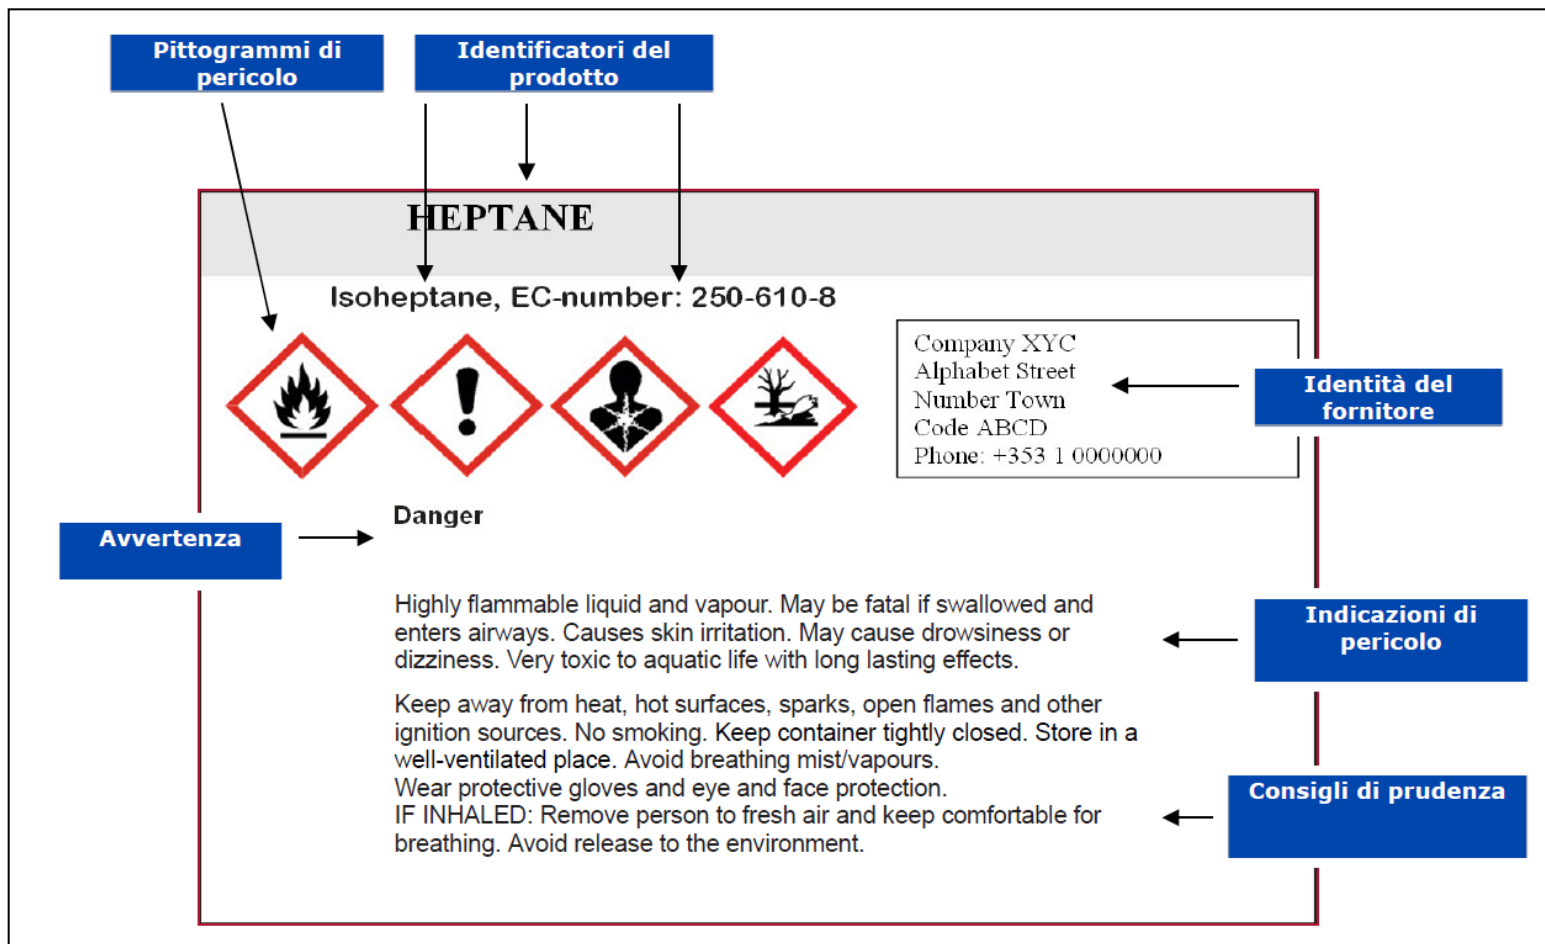 Pittogrammi di
pericolo
Identificatori del
prodotto
HEPTANE
Isoheptane, EC-number: 250-610-8
Company XYC
Alphabet Street
Number Town
Code ABCD
Phone: +353 1 0000000
Identità del
fornitore
Avvertenza
Danger
Highly flammable liquid and vapour. May be fatal if swallowed and
enters airways. Causes skin irritation. May cause drowsiness or
dizziness. Very toxic to aquatic life with long lasting effects.
Indicazioni di
pericolo
Keep away from heat, hot surfaces, sparks, open flames and other
ignition sources. No smoking. Keep container tightly closed. Store in a
well-ventilated place. Avoid breathing mist/vapours.
Wear protective gloves and eye and face protection.
IF INHALED: Remove person to fresh air and keep comfortable for
breathing. Avoid release to the environment.
Consigli di prudenza